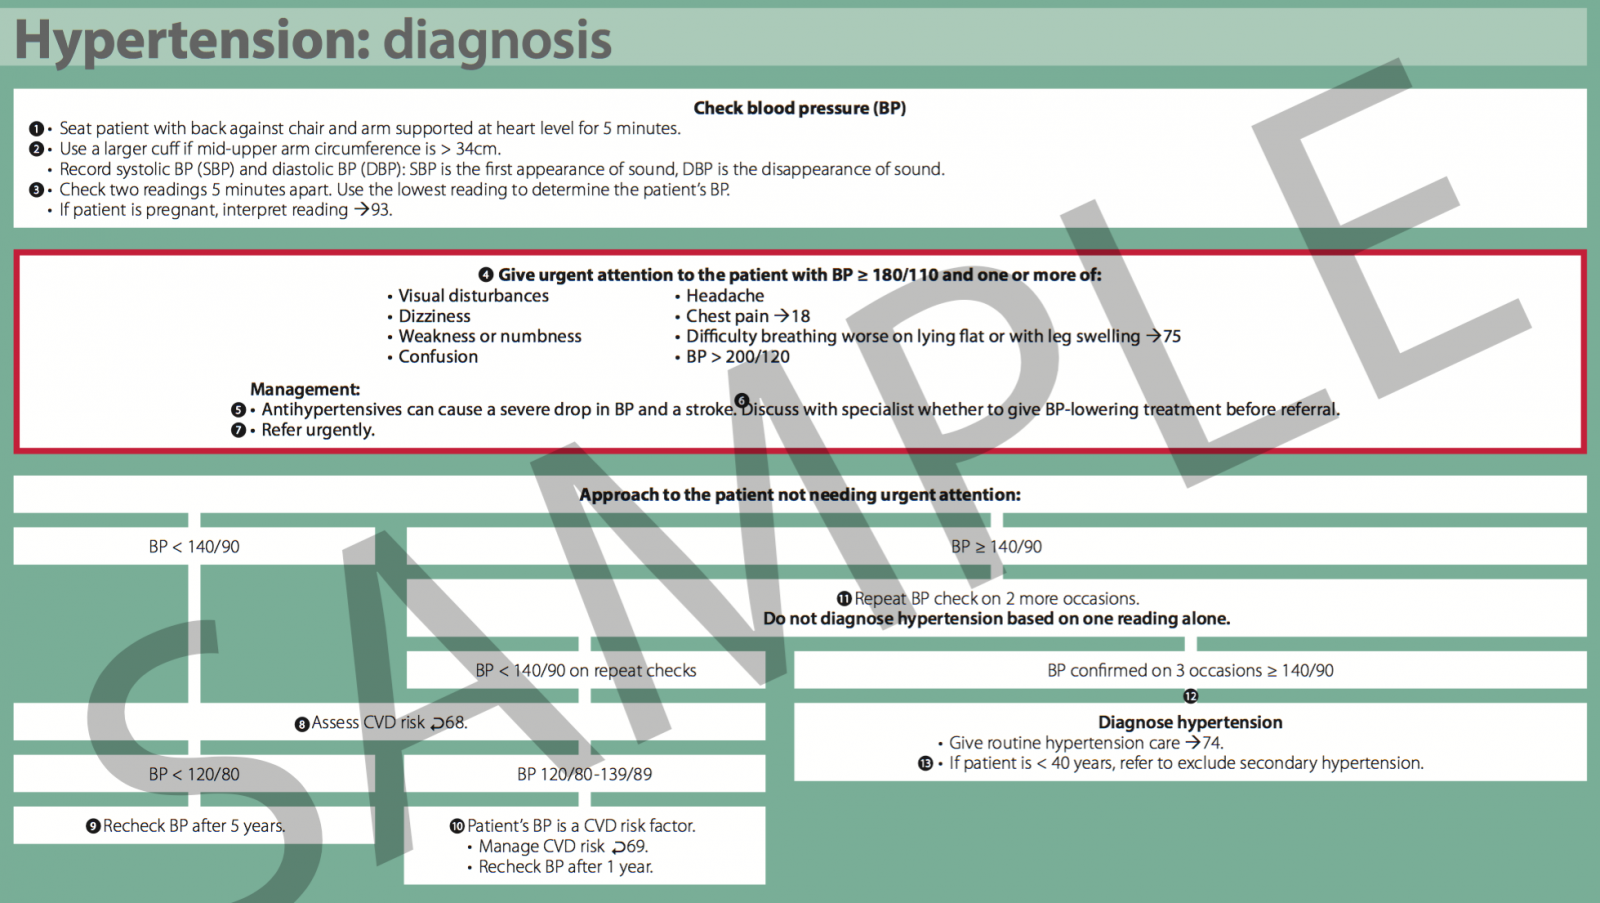 Hypertension: diagnosis
Check blood pressure (BP)
❶ • Seat patient with back against chair and arm supported at heart level for 5 minutes.
❷ • Use a larger cuff if mid-upper arm circumference is > 34cm.
• Record systolic BP (SBP) and diastolic BP (DBP): SBP is the first appearance of sound, DBP is the disappearance of sound.
❸ • Check two readings 5 minutes apart. Use the lowest reading to determine the patient's BP.
• If patient is pregnant, interpret reading →93.
❹ Give urgent attention to the patient with BP ≥ 180/110 and one or more of:
• Visual disturbances
• Dizziness
• Weakness or numbness
• Confusion
• Headache
• Chest pain →18
• Difficulty breathing worse on lying flat or with leg swelling →75
• BP > 200/120
Management:
❺ • Antihypertensives can cause a severe drop in BP and a stroke. ❻ Discuss with specialist whether to give BP-lowering treatment before referral.
❼ • Refer urgently.
Approach to the patient not needing urgent attention:
BP < 140/90
BP ≥ 140/90
⓫ Repeat BP check on 2 more occasions.
Do not diagnose hypertension based on one reading alone.
BP < 140/90 on repeat checks
BP confirmed on 3 occasions ≥ 140/90
❽ Assess CVD risk ⮌68.
⓬
Diagnose hypertension
• Give routine hypertension care →74.
⓭ • If patient is < 40 years, refer to exclude secondary hypertension.
BP < 120/80
BP 120/80-139/89
❾ Recheck BP after 5 years.
❿ Patient's BP is a CVD risk factor.
• Manage CVD risk ⮌69.
• Recheck BP after 1 year.
SAMPLE